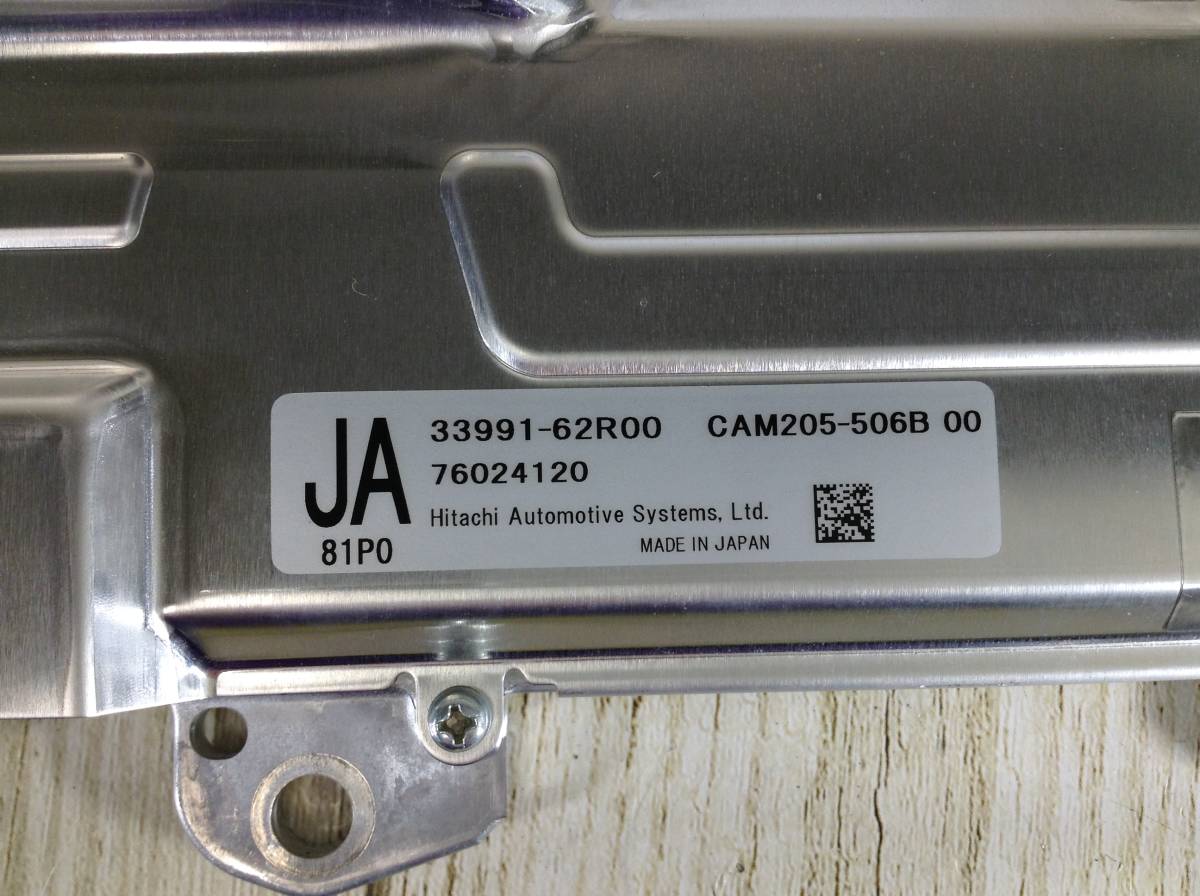 JA
33991-62R00 CAM205-506B 00
76024120
Hitachi Automotive Systems, Ltd.
81P0 MADE IN JAPAN